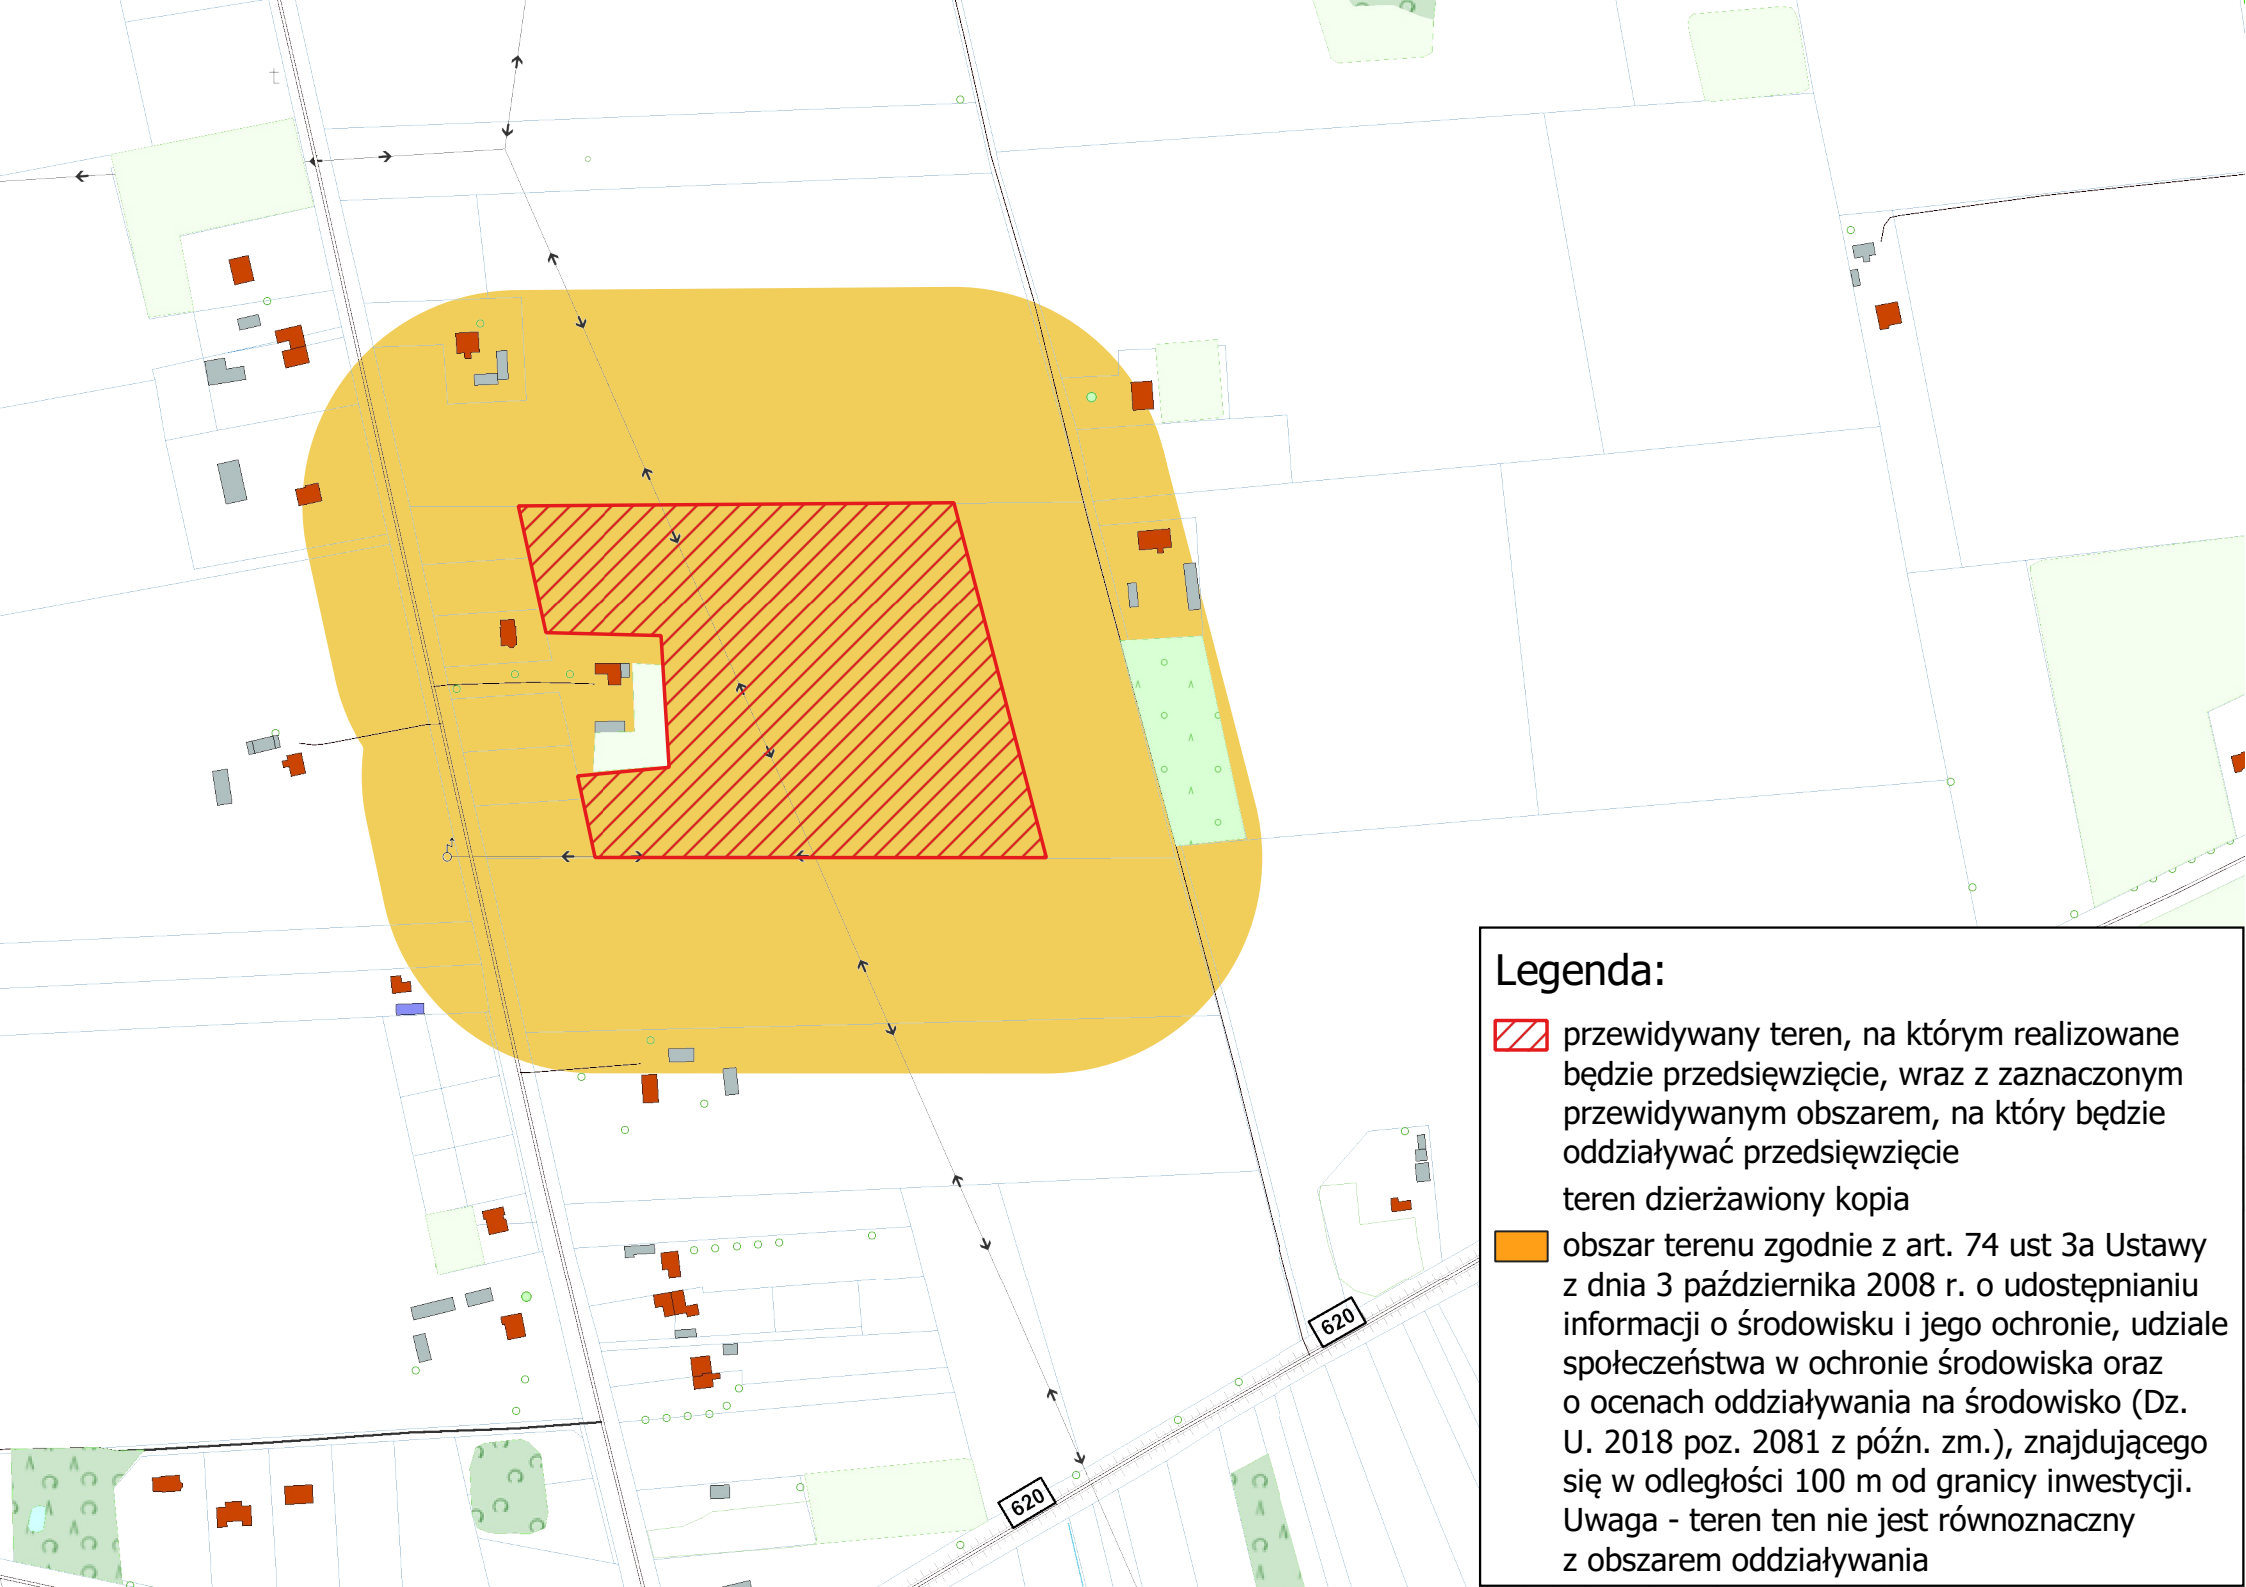 Legenda:
przewidywany teren, na którym realizowane
będzie przedsięwzięcie, wraz z zaznaczonym
przewidywanym obszarem, na który będzie
oddziaływać przedsięwzięcie
teren dzierżawiony kopia
obszar terenu zgodnie z art. 74 ust 3a Ustawy
z dnia 3 października 2008 r. o udostępnianiu
informacji o środowisku i jego ochronie, udziale
społeczeństwa w ochronie środowiska oraz
o ocenach oddziaływania na środowisko (Dz.
U. 2018 poz. 2081 z późn. zm.), znajdującego
się w odległości 100 m od granicy inwestycji.
Uwaga - teren ten nie jest równoznaczny
z obszarem oddziaływania
620
620